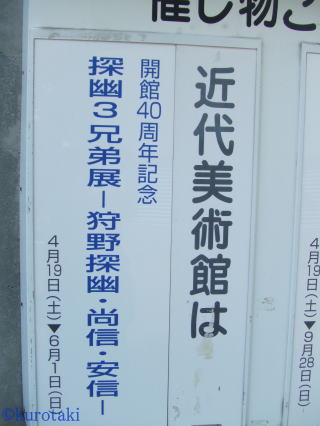 催し物ご
近代美術館は
開館40周年記念
探幽3兄弟展ー狩野探幽・尚信・安信ー
4月19日(土)▼6月1日(日)
4月19日(土)▼9月28日(日)
©kurotaki